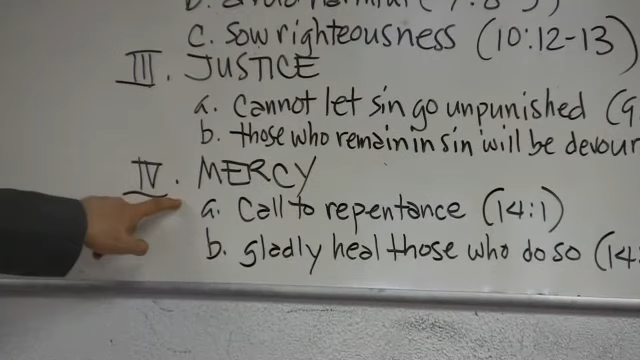 c. Sow righteousness (10:12-13)
III. JUSTICE
a. Cannot let sin go unpunished (9
b. those who remain in sin will be devour
IV. MERCY
a. Call to repentance (14:1)
b. gladly heal those who do so (14: